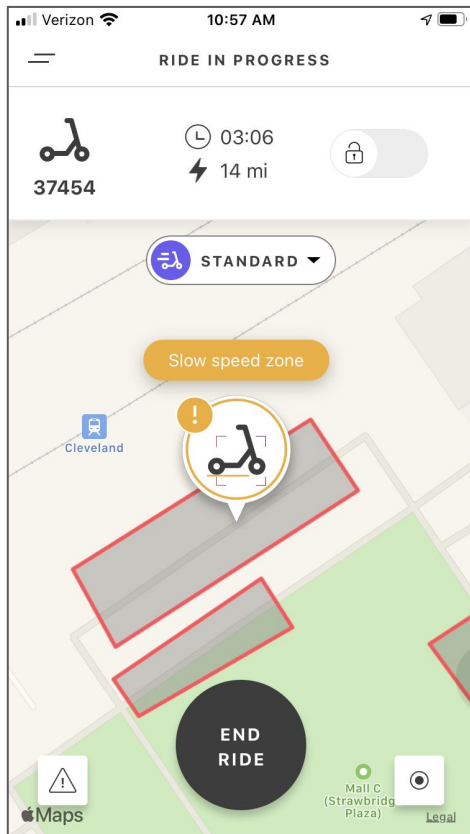 Verizon 10:57 AM
RIDE IN PROGRESS
03:06
14 mi
37454
STANDARD
Slow speed zone
!
Cleveland
END
RIDE
Mall C
(Strawbridg
Plaza)
Maps
Legal